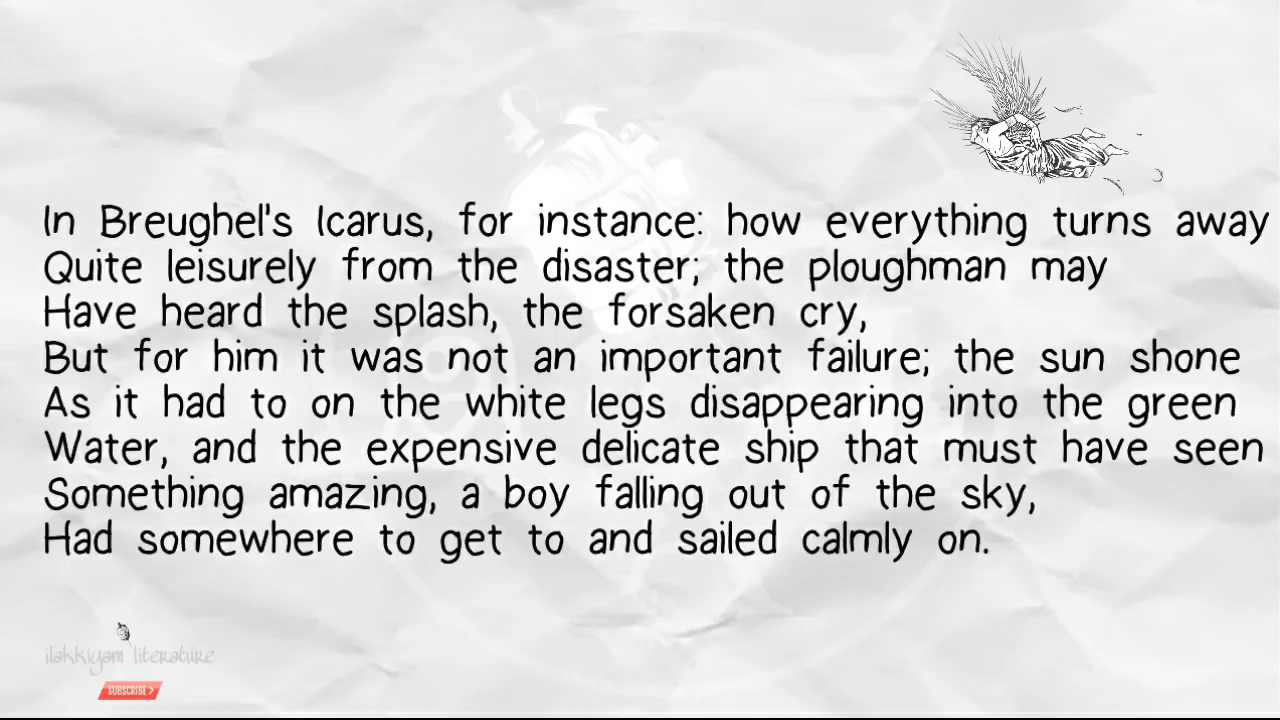 In Breughel's Icarus, for instance: how everything turns away
Quite leisurely from the disaster; the ploughman may
Have heard the splash, the forsaken cry,
But for him it was not an important failure; the sun shone
As it had to on the white legs disappearing into the green
Water, and the expensive delicate ship that must have seen
Something amazing, a boy falling out of the sky,
Had somewhere to get to and sailed calmly on.
ilakkiyam literature
SUBSCRIBE >